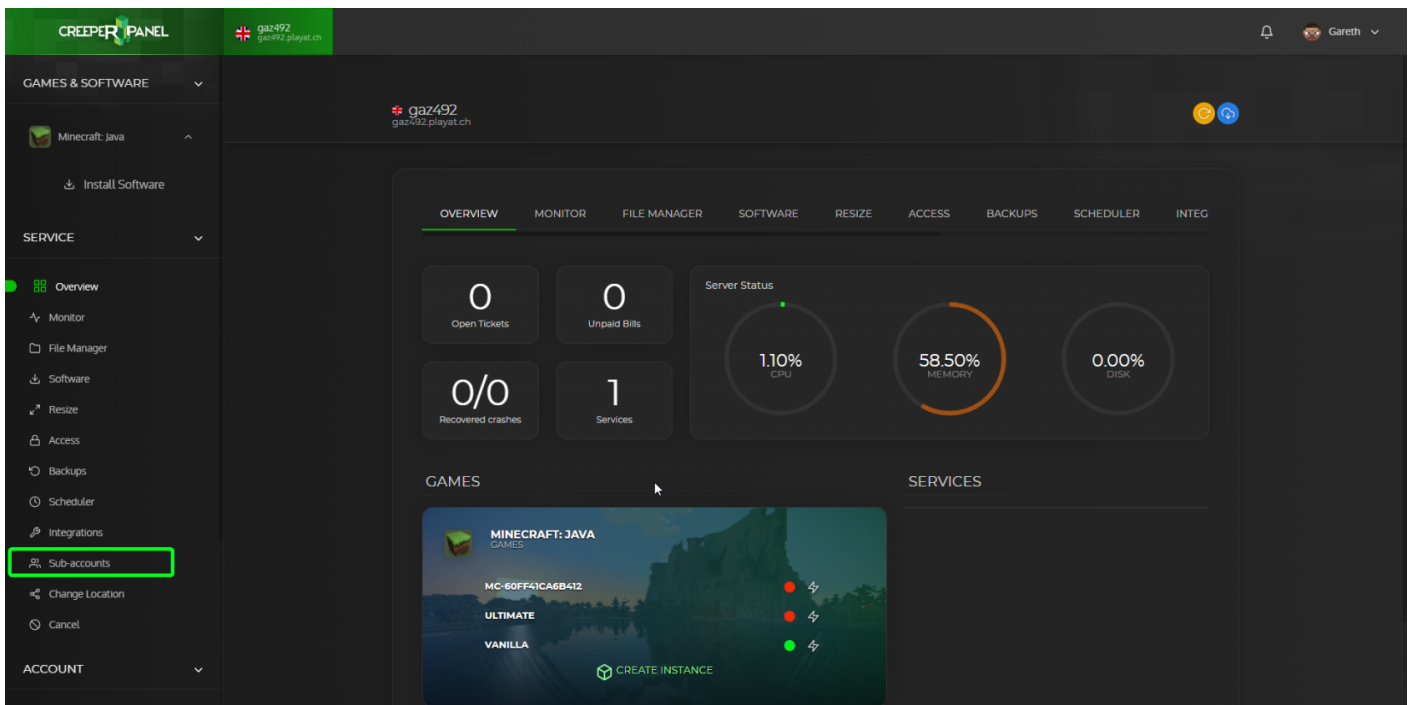 CREEPER PANEL
gaz492
gaz492.playat.ch
Gareth
GAMES & SOFTWARE
Minecraft: Java
Install Software
SERVICE
Overview
Monitor
File Manager
Software
Resize
Access
Backups
Scheduler
Integrations
Sub-accounts
Change Location
Cancel
ACCOUNT
gaz492
gaz492.playat.ch
OVERVIEW MONITOR FILE MANAGER SOFTWARE RESIZE ACCESS BACKUPS SCHEDULER INTEG
0
Open Tickets
0
Unpaid Bills
0/0
Recovered crashes
1
Services
Server Status
1.10%
CPU
58.50%
MEMORY
0.00%
DISK
GAMES
MINECRAFT: JAVA
GAMES
MC-60FF41CA6B412
ULTIMATE
VANILLA
CREATE INSTANCE
SERVICES